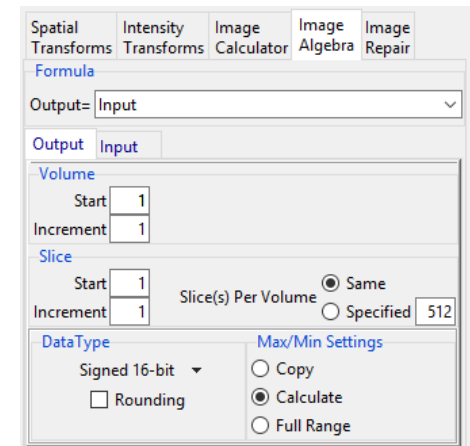 Spatial Transforms
Intensity Transforms
Image Calculator
Image Algebra
Image Repair
Formula
Output= Input
Output Input
Volume
Start 1
Increment 1
Slice
Start 1
Increment 1
Slice(s) Per Volume
Same
Specified 512
DataType
Signed 16-bit
Rounding
Max/Min Settings
Copy
Calculate
Full Range